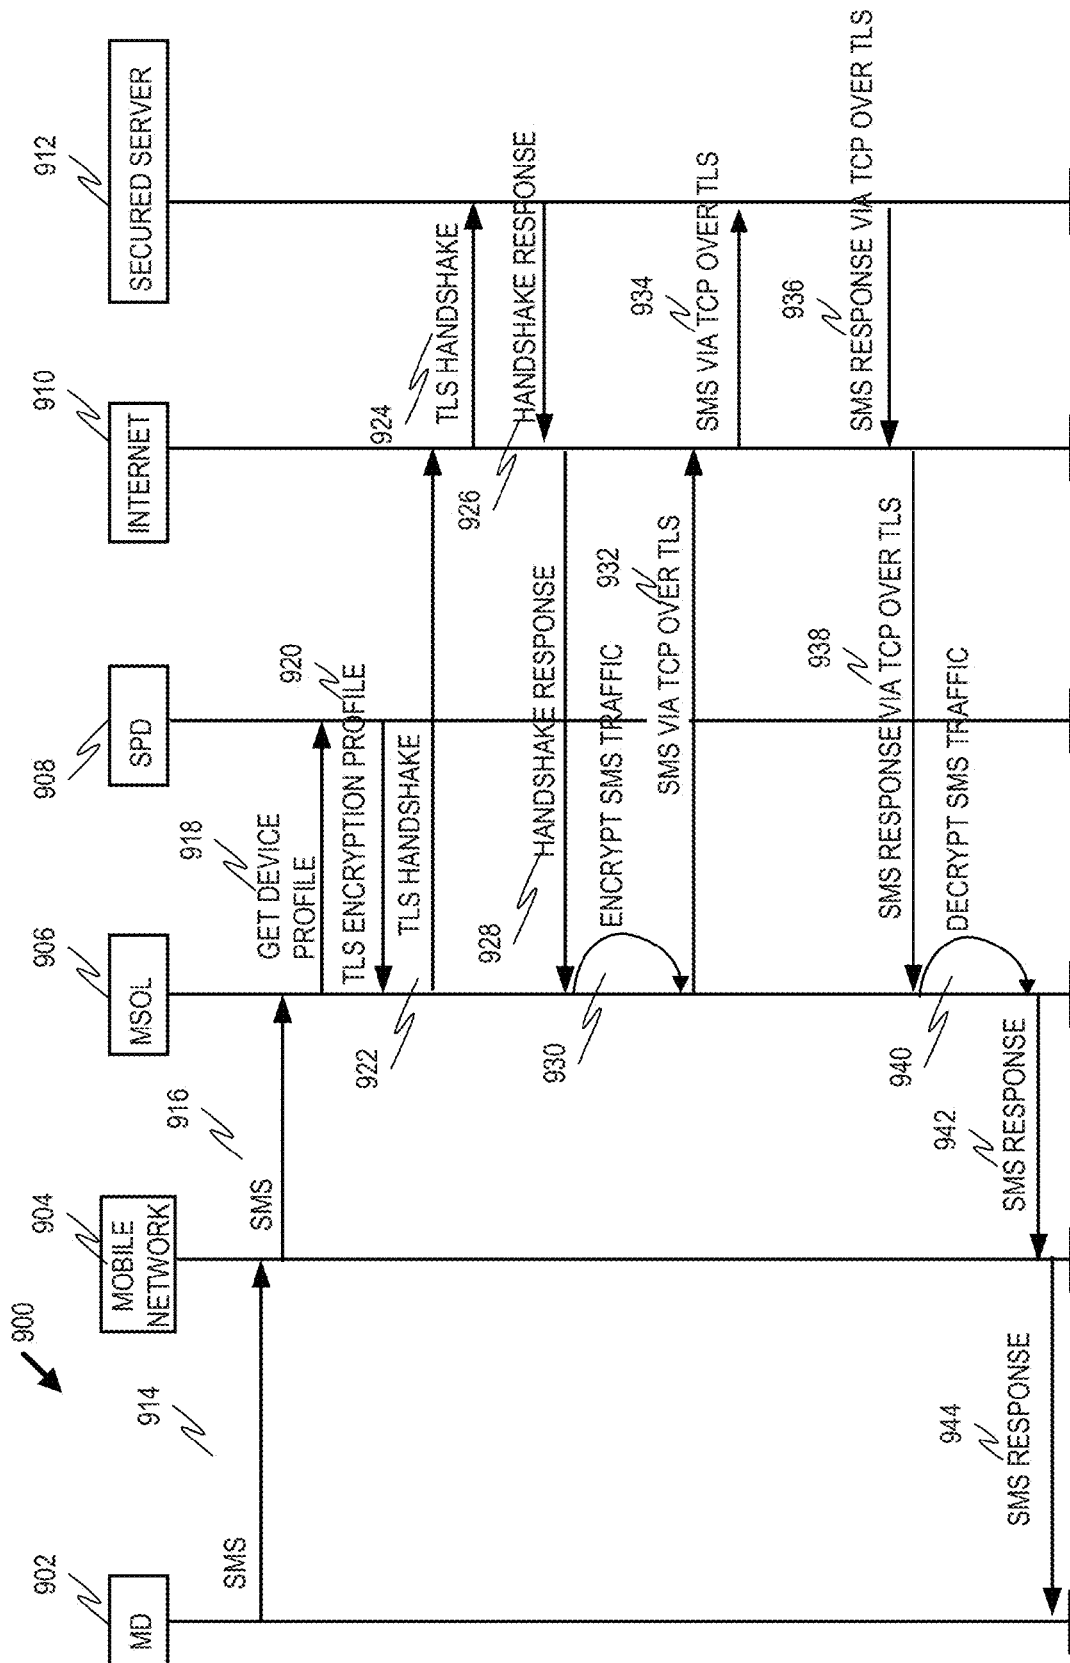 900
902
MD
904
MOBILE
NETWORK
906
MSOL
908
SPD
910
INTERNET
912
SECURED SERVER
914
SMS
916
SMS
918
GET DEVICE
PROFILE
920
TLS ENCRYPTION PROFILE
922
TLS HANDSHAKE
924
TLS HANDSHAKE
926
HANDSHAKE RESPONSE
928
HANDSHAKE RESPONSE
930
ENCRYPT SMS TRAFFIC
932
SMS VIA TCP OVER TLS
934
SMS VIA TCP OVER TLS
936
SMS RESPONSE VIA TCP OVER TLS
938
SMS RESPONSE VIA TCP OVER TLS
940
DECRYPT SMS TRAFFIC
942
SMS RESPONSE
944
SMS RESPONSE